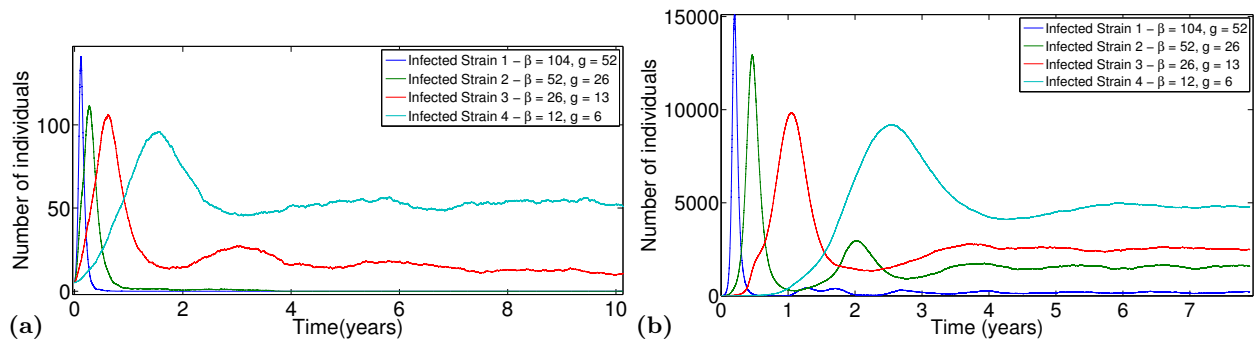 Number of individuals
100
50
0
Infected Strain 1 – β = 104, g = 52
Infected Strain 2 – β = 52, g = 26
Infected Strain 3 – β = 26, g = 13
Infected Strain 4 – β = 12, g = 6
0 2 4 6 8 10
Time(years)
(a)
Number of individuals
15000
10000
5000
0
Infected Strain 1 – β = 104, g = 52
Infected Strain 2 – β = 52, g = 26
Infected Strain 3 – β = 26, g = 13
Infected Strain 4 – β = 12, g = 6
0 1 2 3 4 5 6 7
Time (years)
(b)